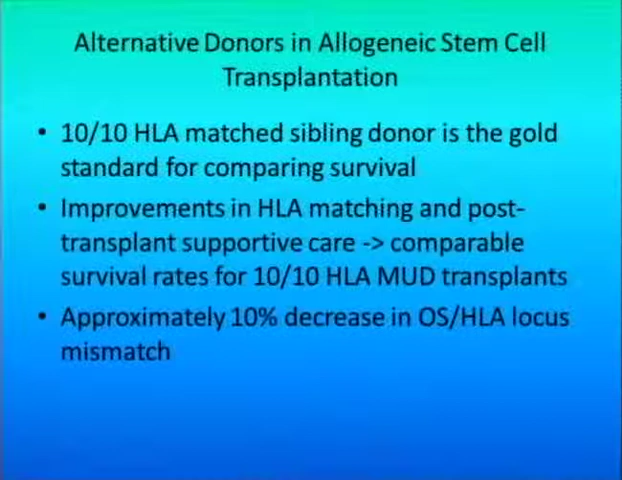 Alternative Donors in Allogeneic Stem Cell
Transplantation
• 10/10 HLA matched sibling donor is the gold
standard for comparing survival
• Improvements in HLA matching and post-
transplant supportive care -> comparable
survival rates for 10/10 HLA MUD transplants
• Approximately 10% decrease in OS/HLA locus
mismatch